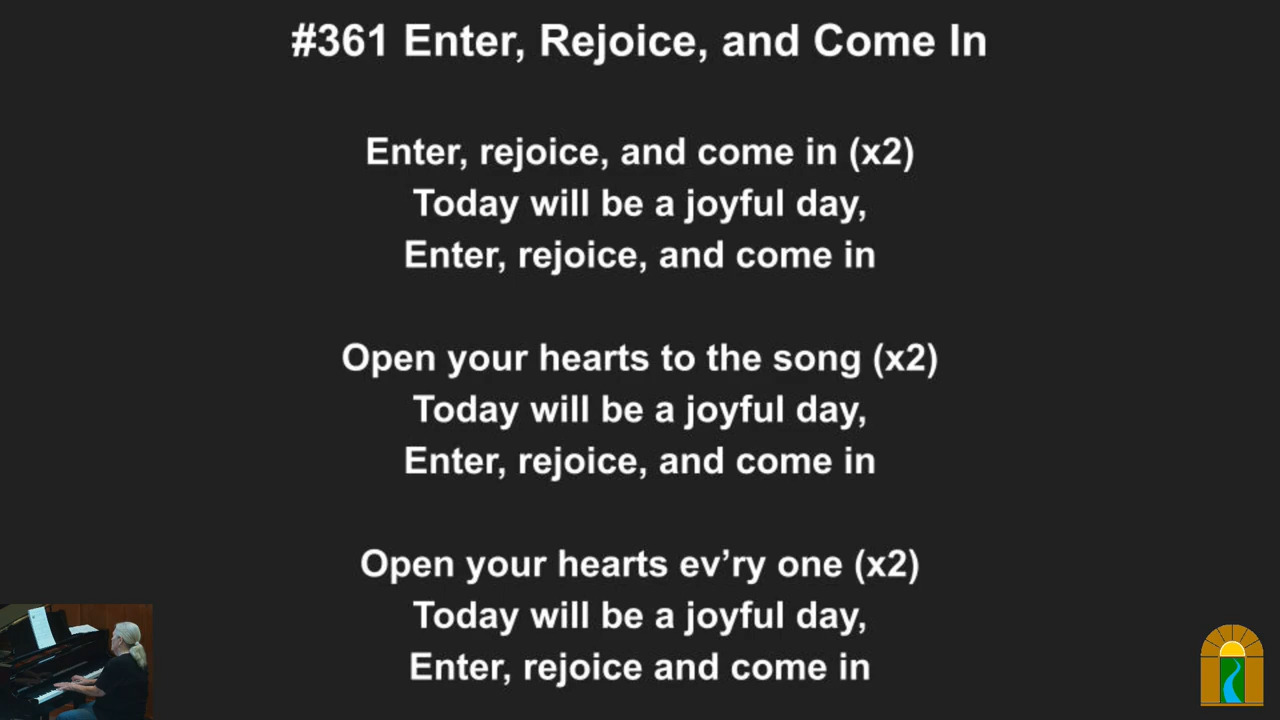 #361 Enter, Rejoice, and Come In
Enter, rejoice, and come in (x2)
Today will be a joyful day,
Enter, rejoice, and come in
Open your hearts to the song (x2)
Today will be a joyful day,
Enter, rejoice, and come in
Open your hearts ev’ry one (x2)
Today will be a joyful day,
Enter, rejoice and come in